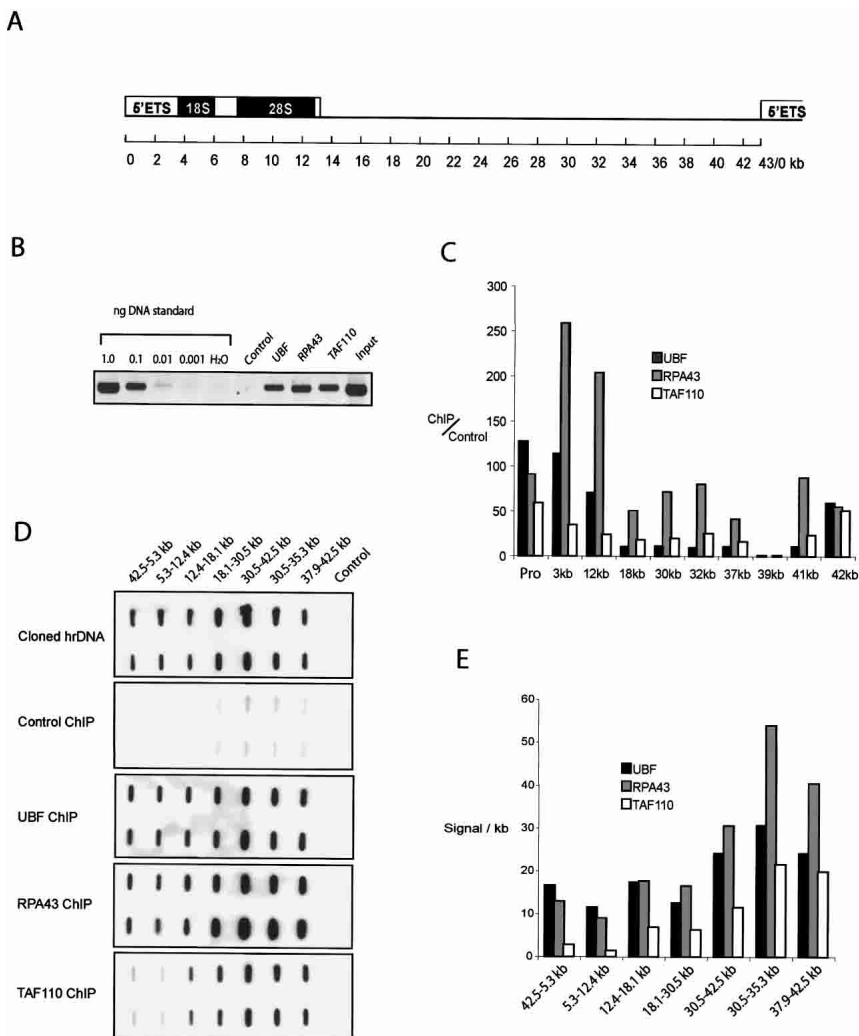 A
5'ETS 18S 28S 5'ETS
0 2 4 6 8 10 12 14 16 18 20 22 24 26 28 30 32 34 36 38 40 42 43/0 kb
B
ng DNA standard
1.0 0.1 0.01 0.001 H₂O Control UBF RPA43 TAF110 Input
C
300
250
200
150
100
50
0
ChIP/Control
UBF
RPA43
TAF110
Pro 3kb 12kb 18kb 30kb 32kb 37kb 39kb 41kb 42kb
D
42.5-5.3 kb 5.3-12.4 kb 12.4-18.1 kb 18.1-30.5 kb 30.5-42.5 kb 30.5-35.3 kb 37.9-42.5 kb Control
Cloned hrDNA
Control ChIP
UBF ChIP
RPA43 ChIP
TAF110 ChIP
E
60
50
40
30
20
10
0
Signal / kb
UBF
RPA43
TAF110
42.5-5.3 kb 5.3-12.4 kb 12.4-18.1 kb 18.1-30.5 kb 30.5-42.5 kb 30.5-35.3 kb 37.9-42.5 kb